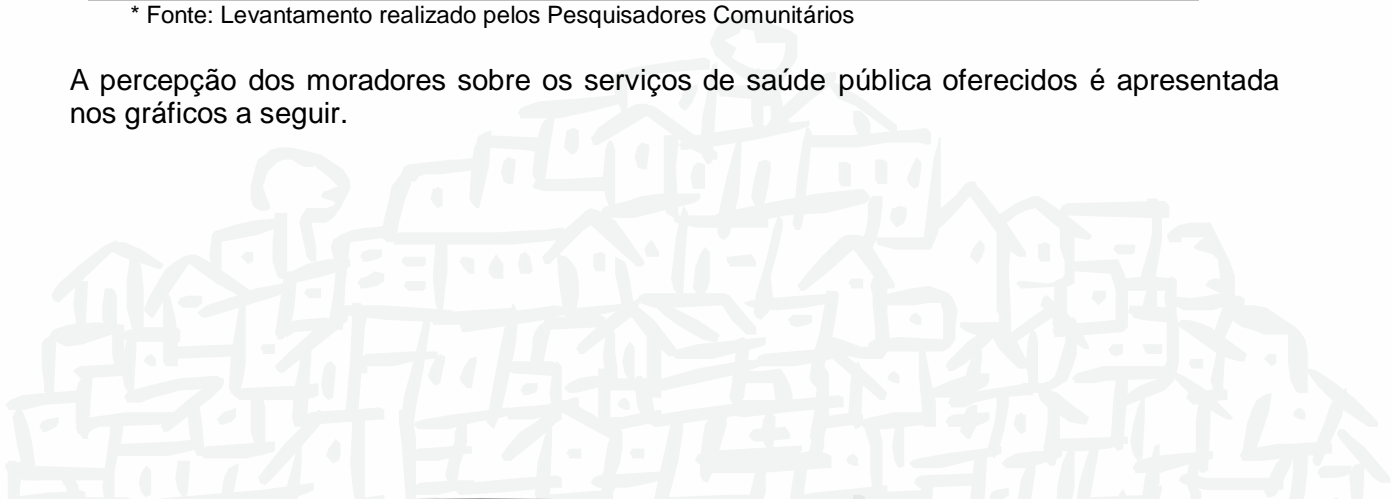 * Fonte: Levantamento realizado pelos Pesquisadores Comunitários
A percepção dos moradores sobre os serviços de saúde pública oferecidos é apresentada
nos gráficos a seguir.